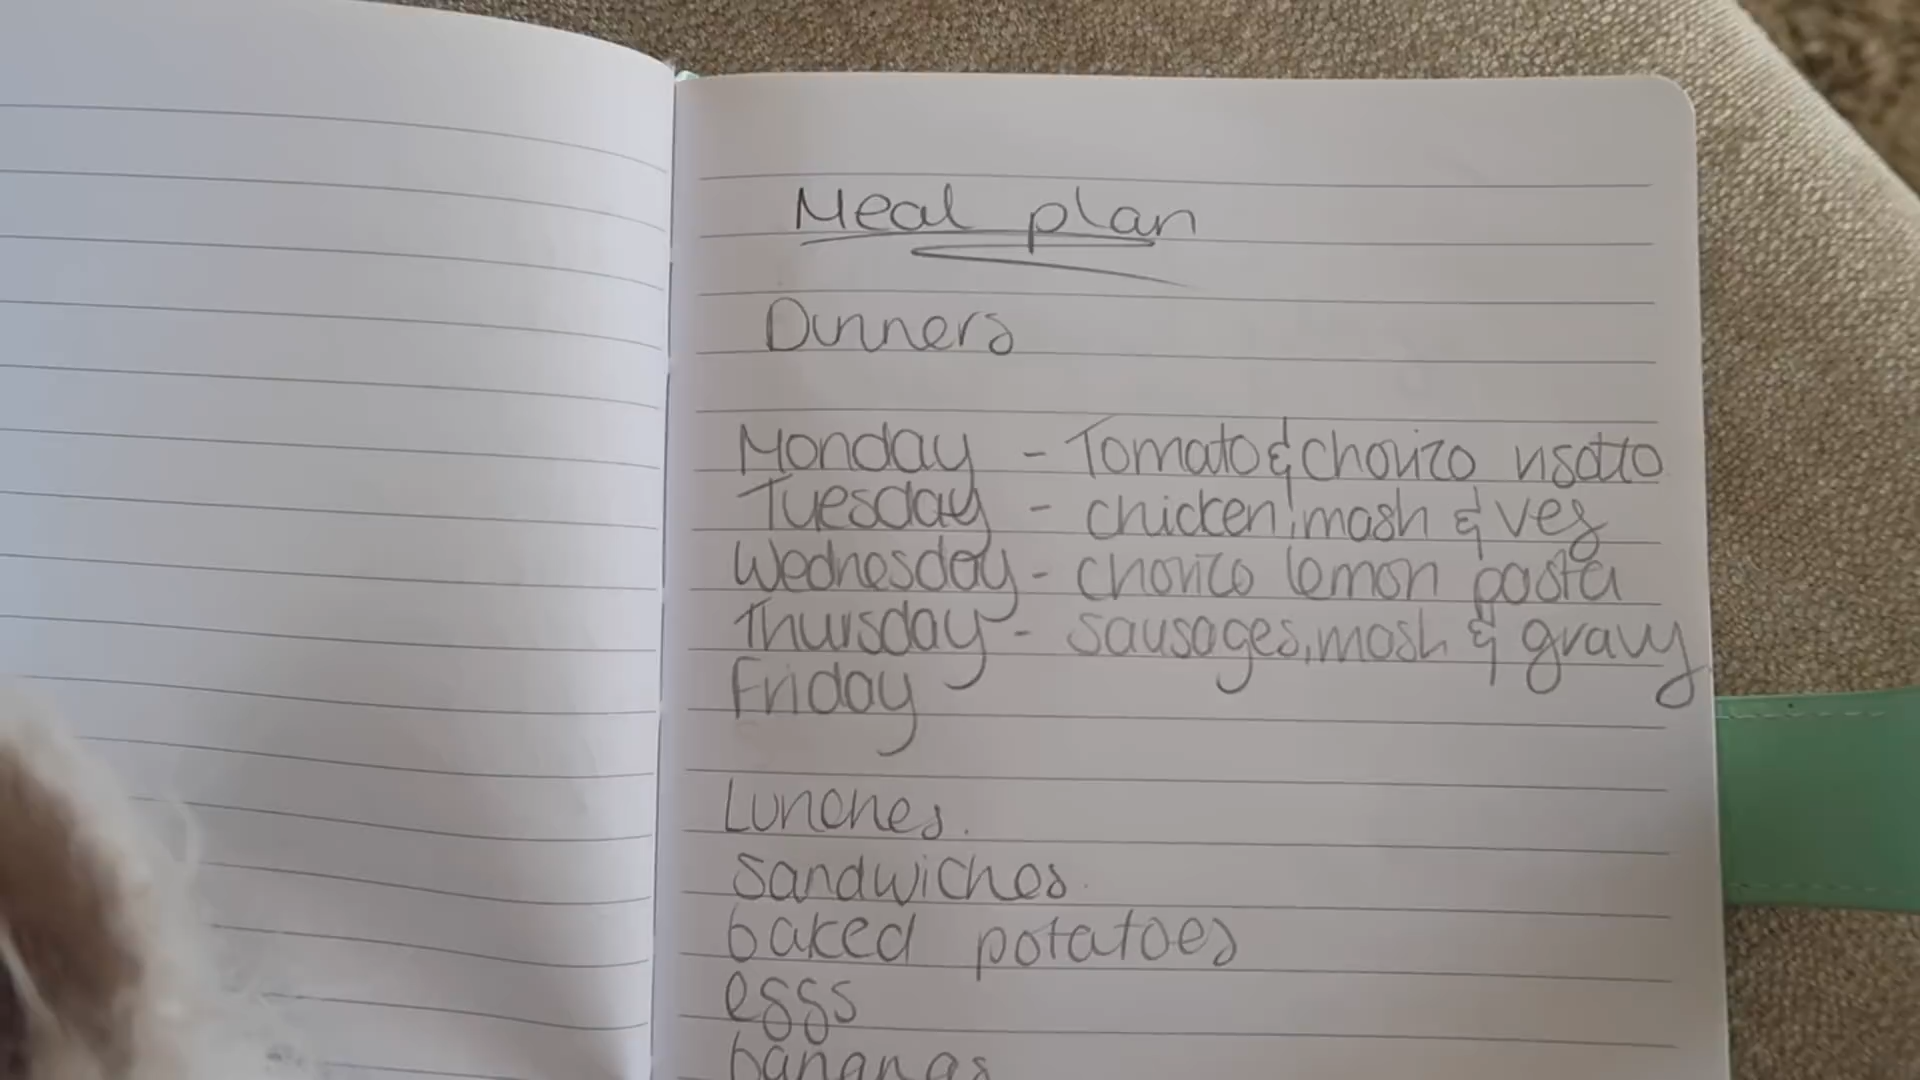 Meal plan
Dinners
Monday - Tomato & chorizo risotto
Tuesday - chicken, mash & veg
Wednesday - chorizo lemon pasta
Thursday - sausages, mash & gravy
Friday
Lunches.
Sandwiches.
baked potatoes
eggs
bananas